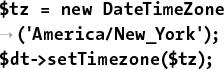 $tz = new DateTimeZone
→('America/New_York');
$dt->setTimezone($tz);